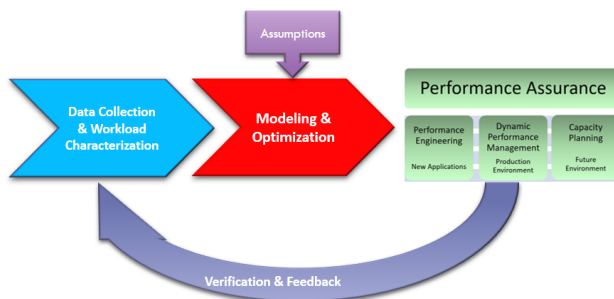 Assumptions
Data Collection
& Workload
Characterization
Modeling &
Optimization
Performance Assurance
Performance
Engineering
New Applications
Dynamic
Performance
Management
Production
Environment
Capacity
Planning
Future
Environment
Verification & Feedback